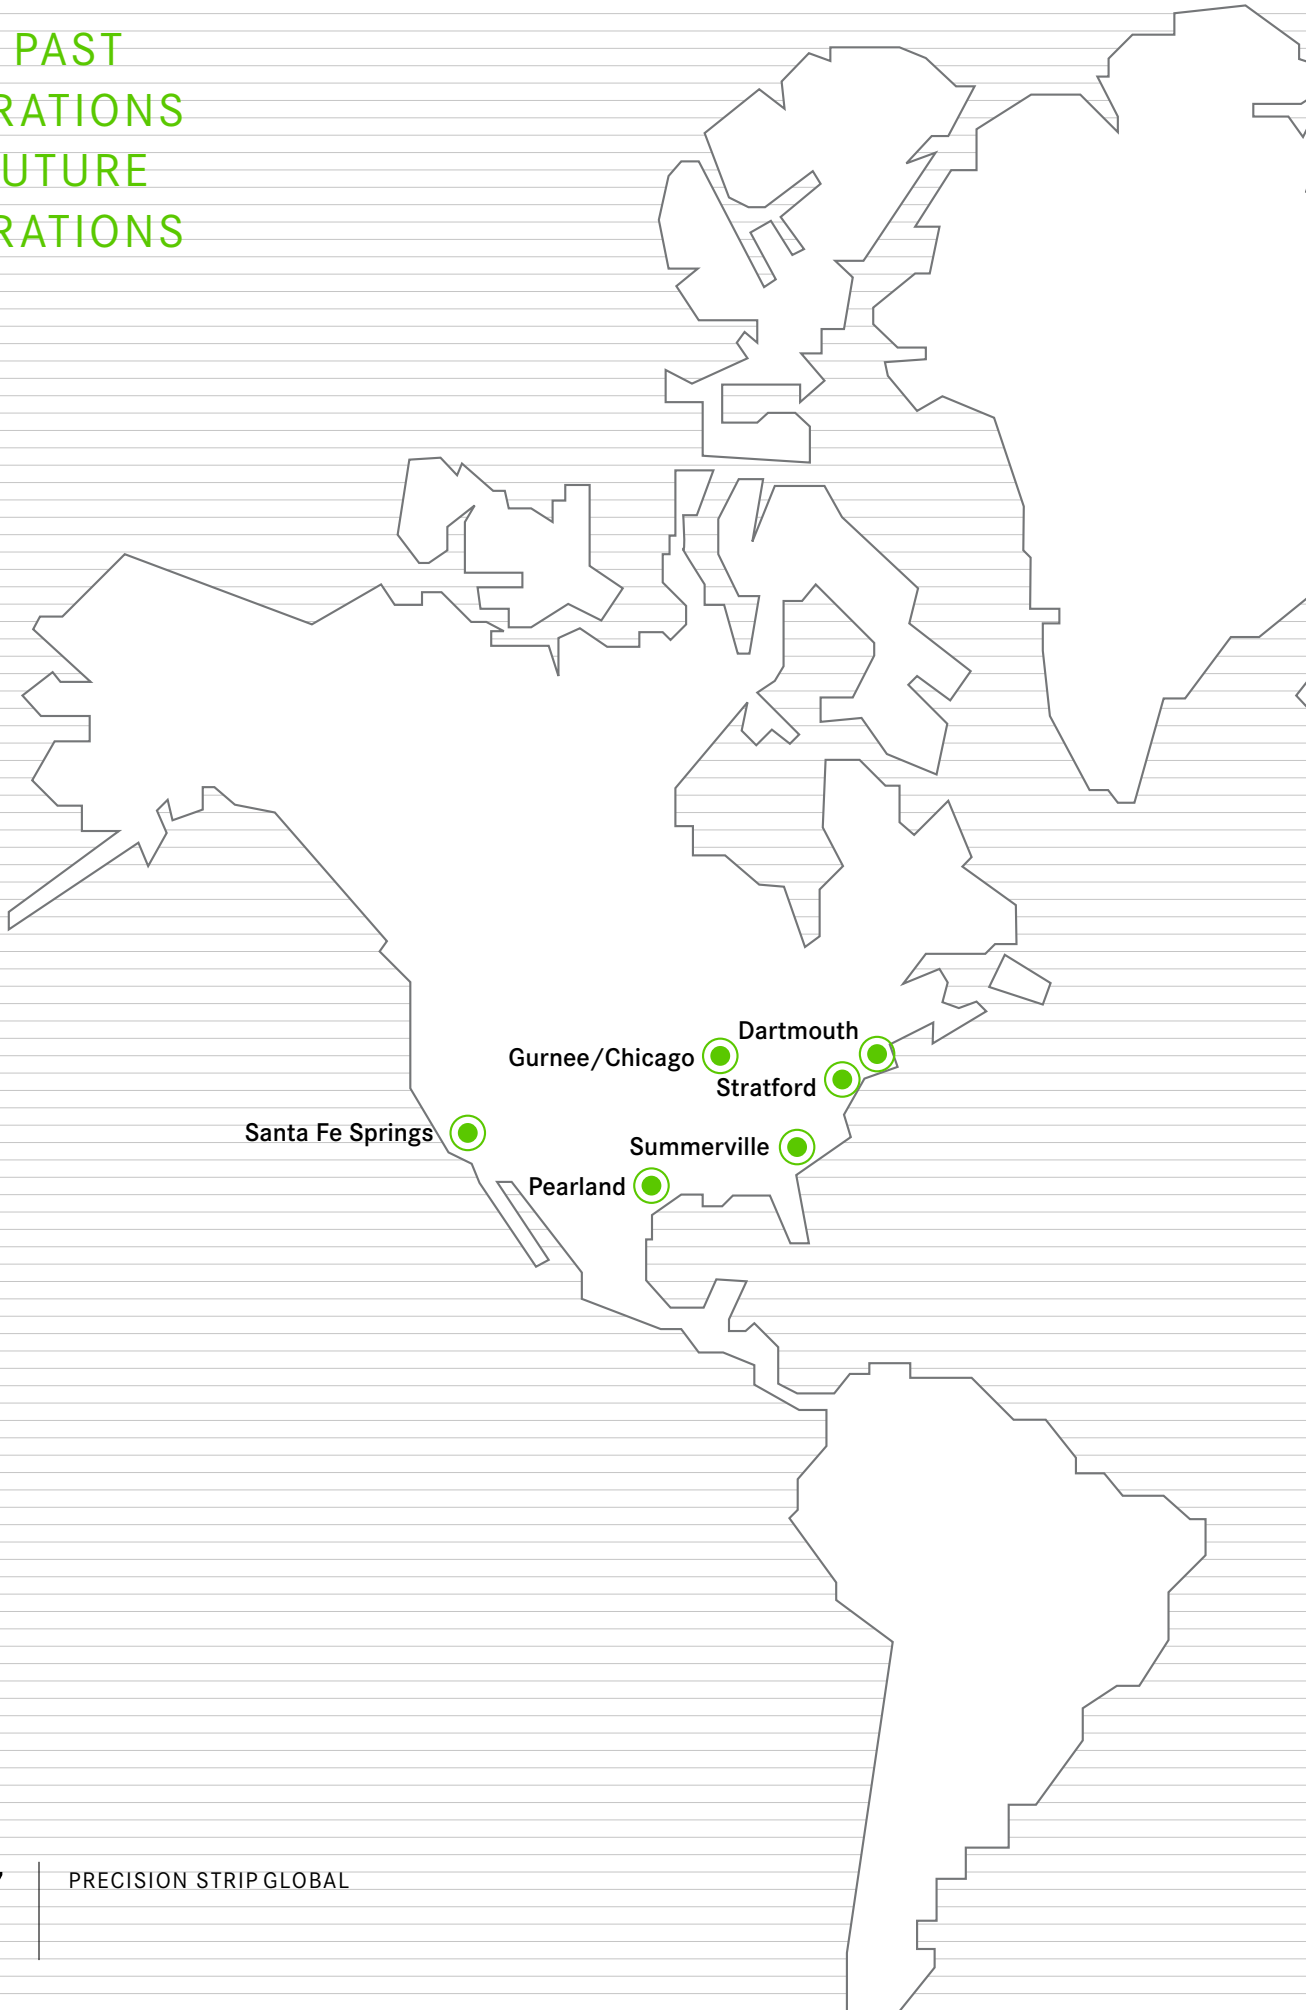 PAST
RATIONS
UTURE
RATIONS
Dartmouth
Gurnee/Chicago
Stratford
Santa Fe Springs
Summerville
Pearland
PRECISION STRIP GLOBAL